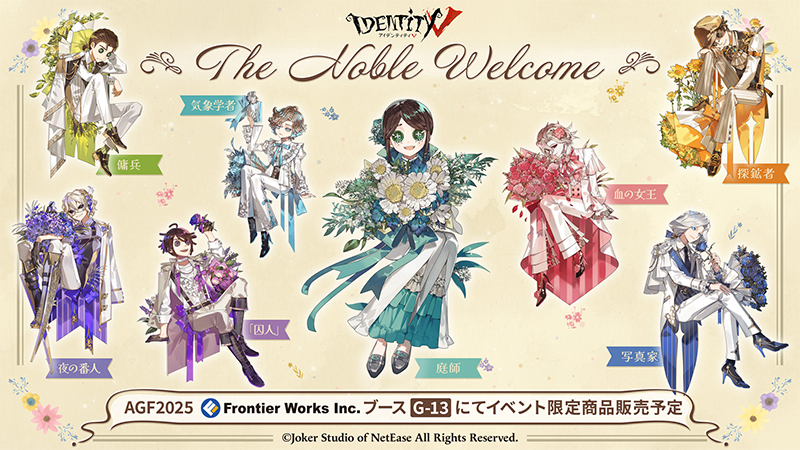 IDENTITY V
アイデンティティV
The Noble Welcome
気象学者
傭兵
探鉱者
血の女王
夜の番人
「囚人」
庭師
写真家
AGF2025 Frontier Works Inc. ブース G-13 にてイベント限定商品販売予定
©Joker Studio of NetEase All Rights Reserved.